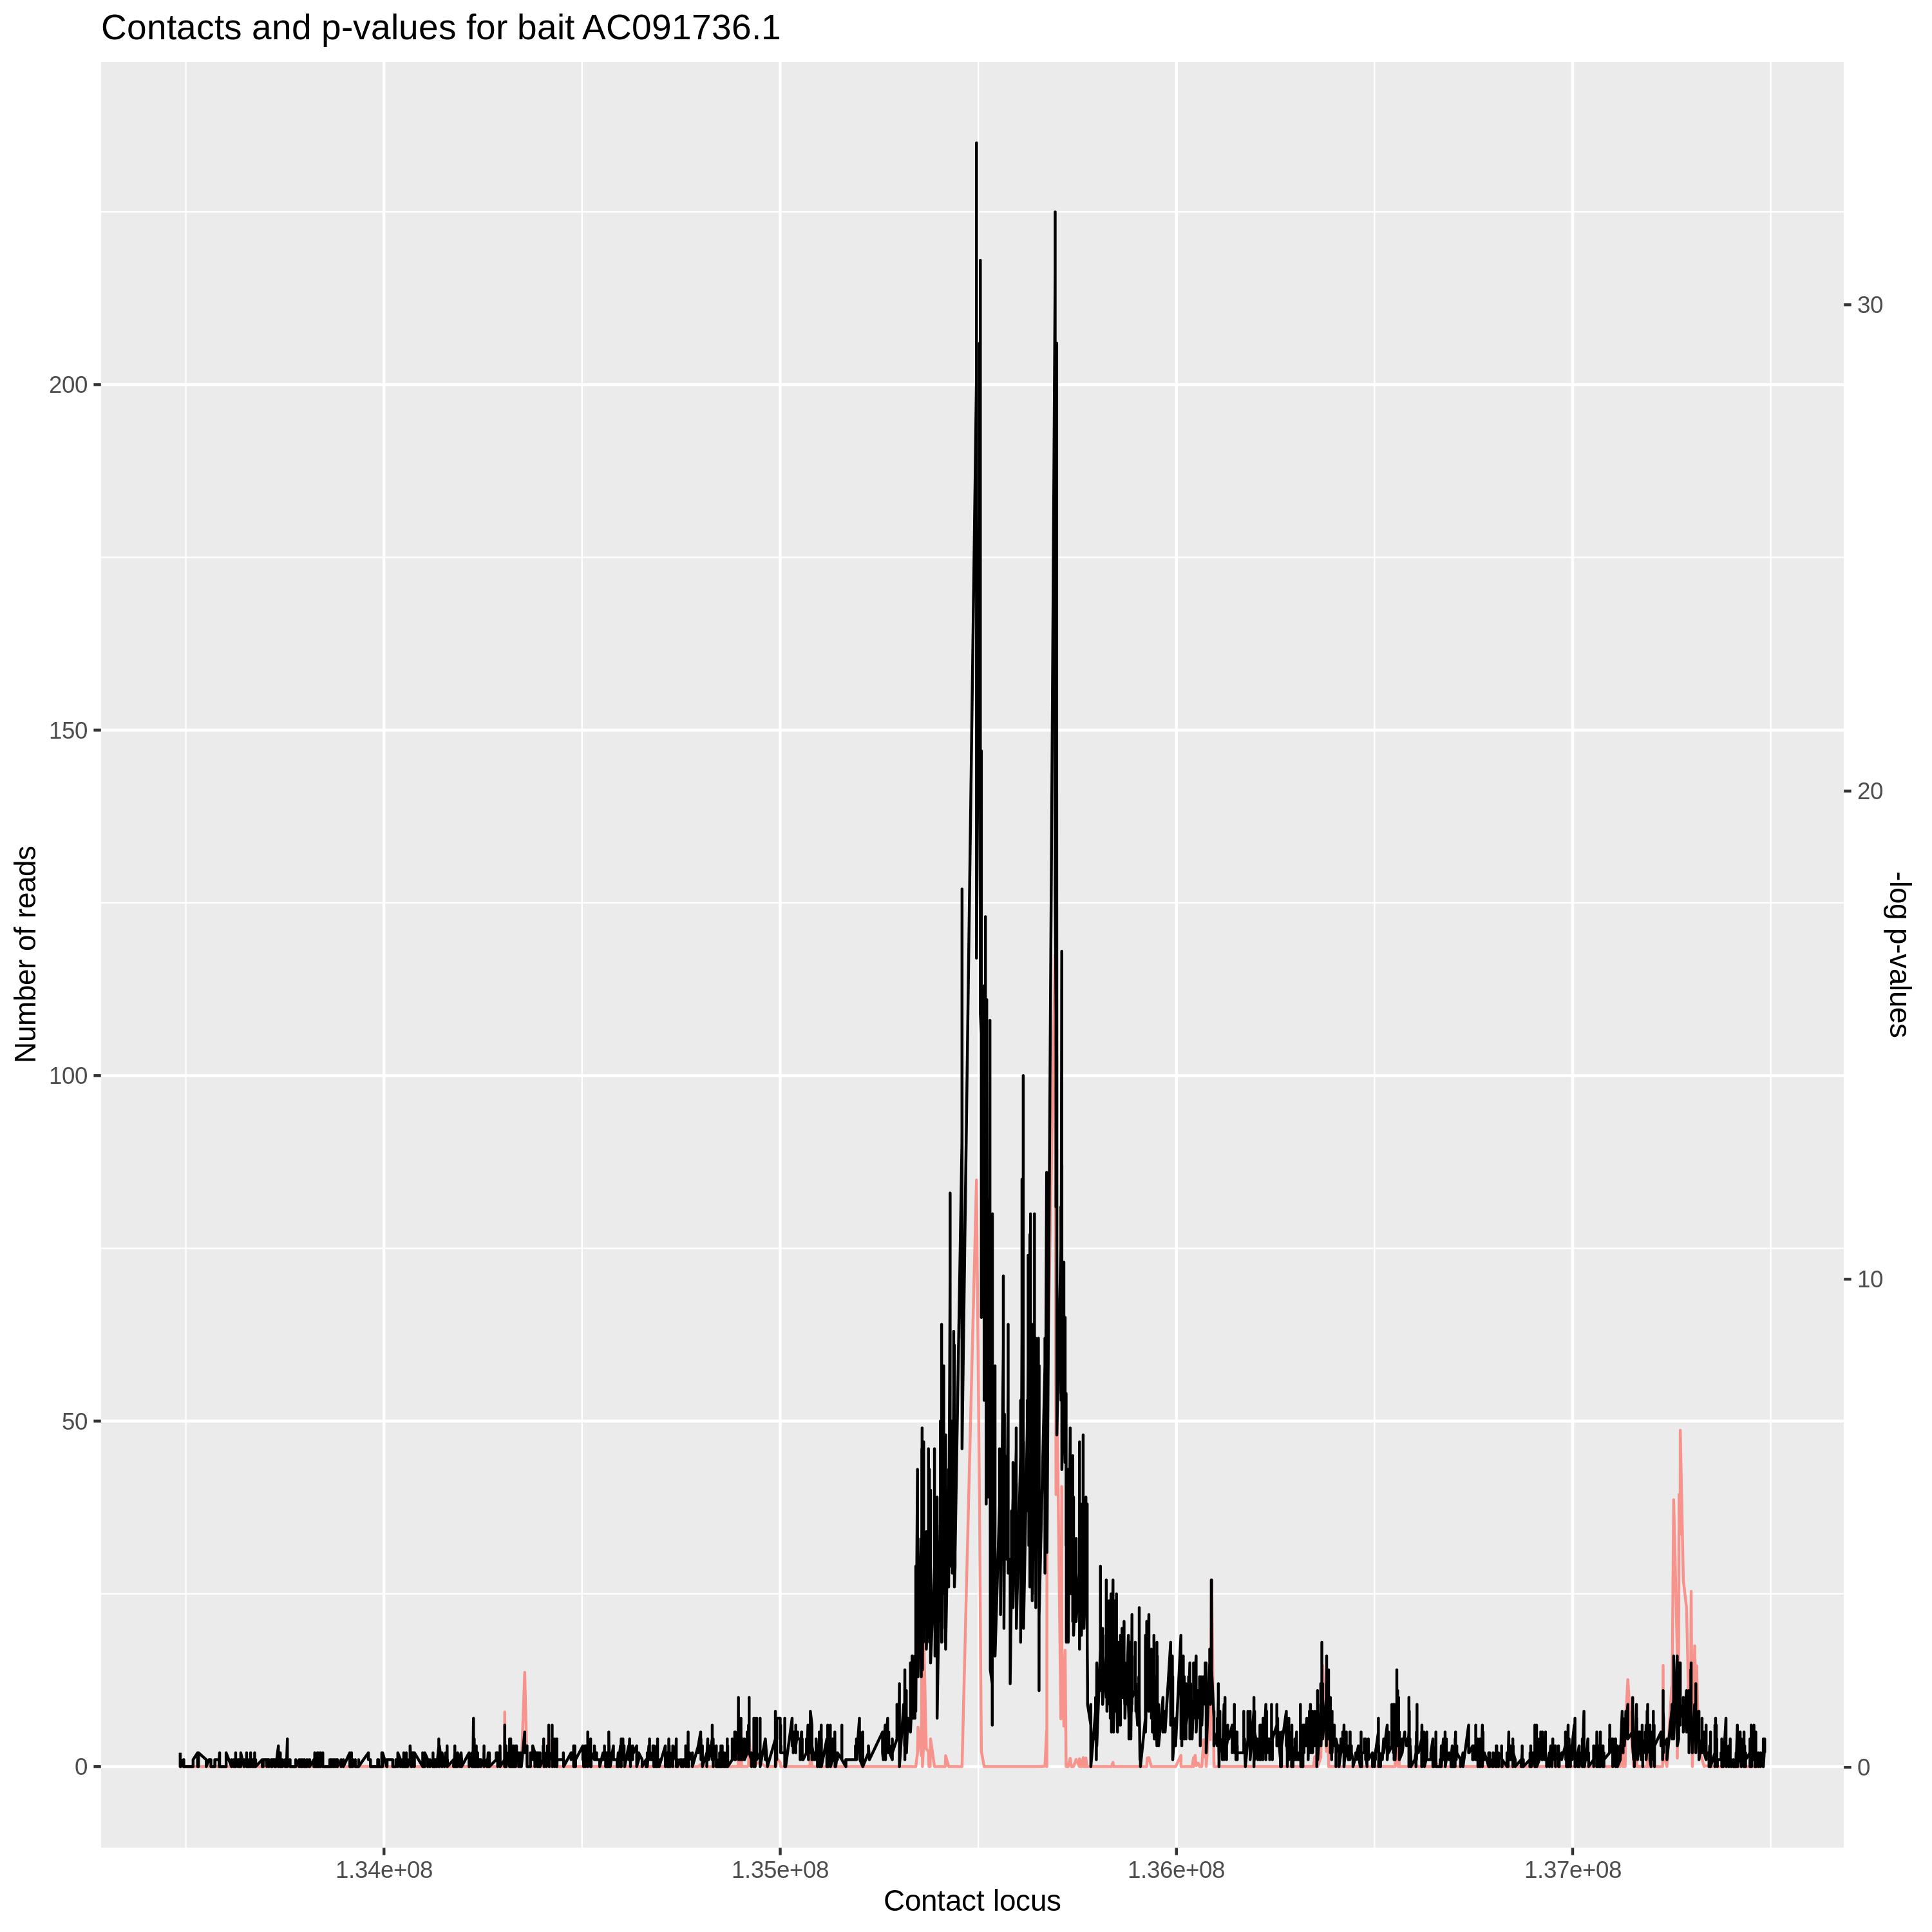 Contacts and p-values for bait AC091736.1
200
150
100
50
0
Number of reads
30
20
10
0
-log p-values
1.34e+08 1.35e+08 1.36e+08 1.37e+08
Contact locus